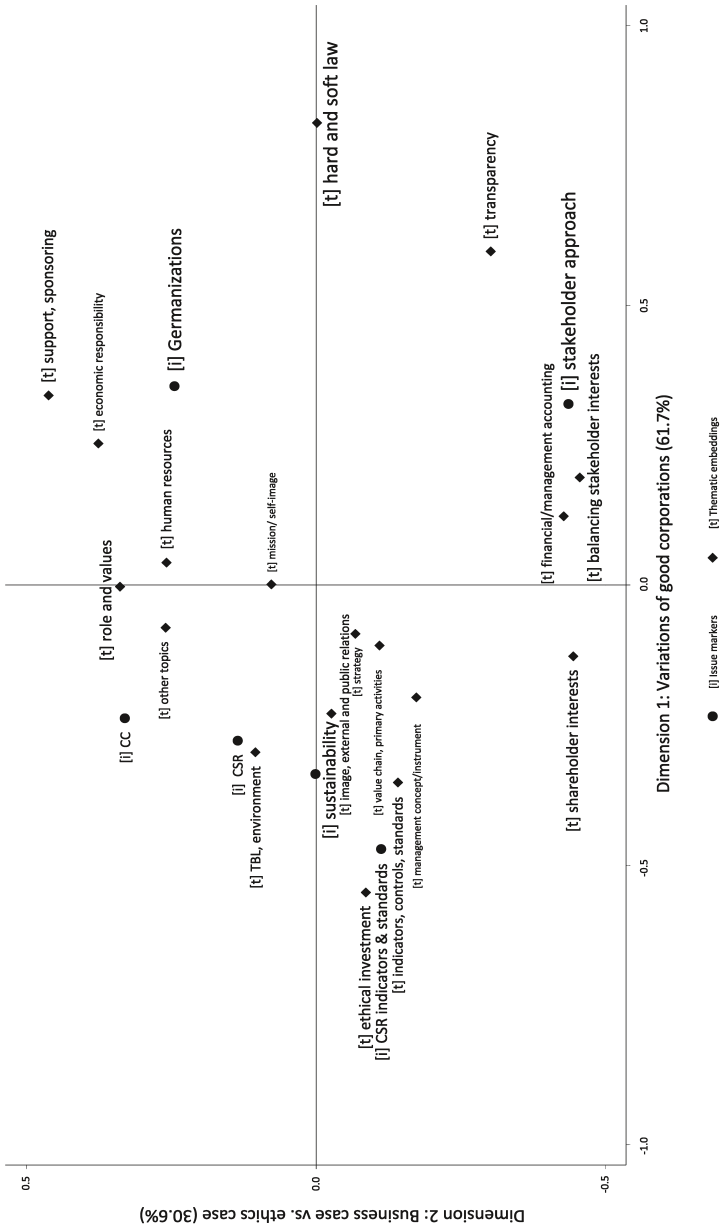 Dimension 2: Business case vs. ethics case (30.6%)
0.5
0.0
-0.5
[t] support, sponsoring
[t] economic responsibility
[t] role and values
[i] CC
[t] other topics
[t] human resources
[i] Germanizations
[i] CSR
[t] TBL, environment
[t] mission/ self-image
[i] sustainability
[t] hard and soft law
[t] image, external and public relations
[t] strategy
[t] ethical investment
[t] value chain, primary activities
[i] CSR indicators & standards
[t] indicators, controls, standards
[t] management concept/instrument
[t] transparency
[t] financial/management accounting
[i] stakeholder approach
[t] shareholder interests
[t] balancing stakeholder interests
-1.0
-0.5
0.0
0.5
1.0
Dimension 1: Variations of good corporations (61.7%)
[i] Issue markers
[t] Thematic embeddings